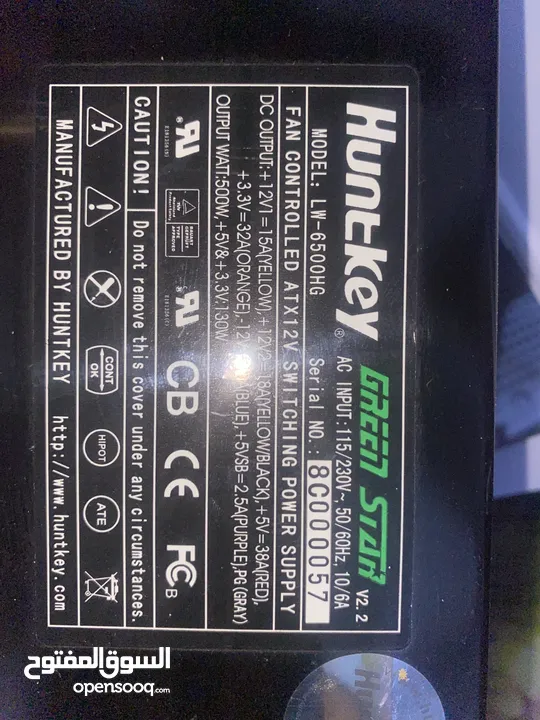 Huntkey® GREEN STAR V2.2
MODEL: LW-6500HG AC INPUT:115/230V~ 50/60Hz, 10/6A
Serial NO.: 8C000057
FAN CONTROLLED ATX12V SWITCHING POWER SUPPLY
DC OUTPUT:+12V1=15A(YELLOW),+12V2=18A(YELLOW/BLACK),+5V=38A(RED),
+3.3V=32A(ORANGE),-12 (BLUE),+5VSB=2.5A(PURPLE),PG(GRAY)
OUTPUT WATT:500W,+5V&+3.3V:130W
CB CE FC B
CAUTION! Do not remove this cover under any circumstances.
CONT OK
HIPOT
ATE
MANUFACTURED BY HUNTKEY http://www.huntkey.com
Huntk
السوق المفتوح
opensooq.com